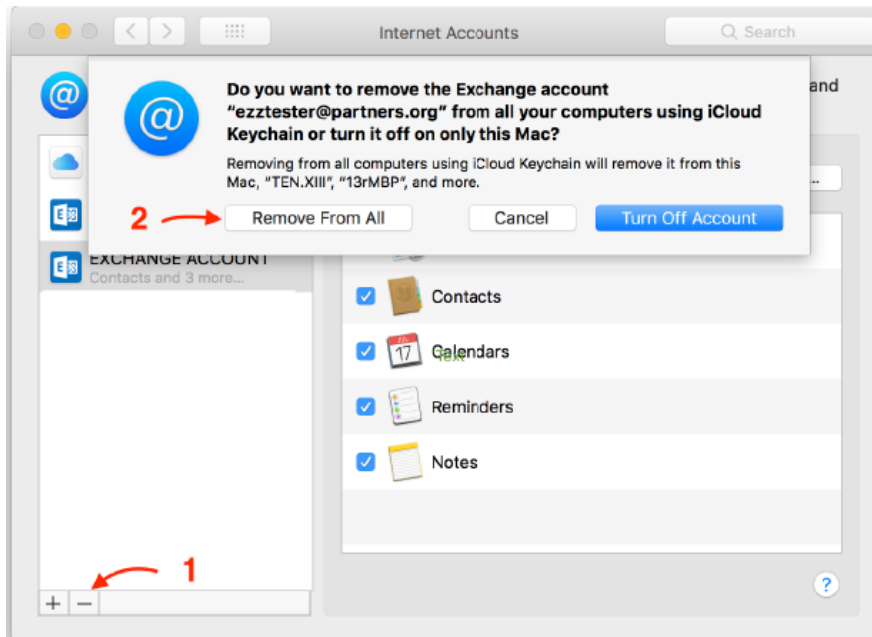 Internet Accounts
Search
Do you want to remove the Exchange account
“ezztester@partners.org” from all your computers using iCloud
Keychain or turn it off on only this Mac?
Removing from all computers using iCloud Keychain will remove it from this
Mac, “TEN.XIII”, “13rMBP”, and more.
and
...
2
Remove From All
Cancel
Turn Off Account
EXCHANGE ACCOUNT
Contacts and 3 more...
Contacts
17
Calendars
Text
Reminders
Notes
1
+ −
?